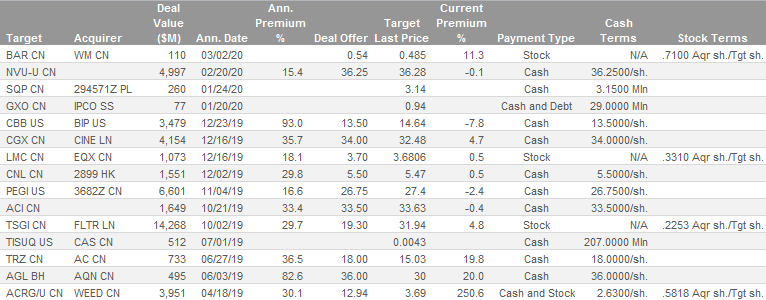 Deal Ann. Target Current
Value Premium Target Premium Cash
Target Acquirer ($M) Ann. Date % Deal Offer Last Price % Payment Type Terms Stock Terms
BAR CN WM CN 110 03/02/20 0.54 0.485 11.3 Stock N/A .7100 Aqr sh./Tgt sh.
NVU-U CN 4,997 02/20/20 15.4 36.25 36.28 -0.1 Cash 36.2500/sh.
SQP CN 294571Z PL 260 01/24/20 3.14 Cash 3.1500 Mln
GXO CN IPCO SS 77 01/20/20 0.94 Cash and Debt 29.0000 Mln
CBB US BIP US 3,479 12/23/19 93.0 13.50 14.64 -7.8 Cash 13.5000/sh.
CGX CN CINE LN 4,154 12/16/19 35.7 34.00 32.48 4.7 Cash 34.0000/sh.
LMC CN EQX CN 1,073 12/16/19 18.1 3.70 3.6806 0.5 Stock N/A .3310 Aqr sh./Tgt sh.
CNL CN 2899 HK 1,551 12/02/19 29.8 5.50 5.47 0.5 Cash 5.5000/sh.
PEGI US 3682Z CN 6,601 11/04/19 16.6 26.75 27.4 -2.4 Cash 26.7500/sh.
ACI CN 1,649 10/21/19 33.4 33.50 33.63 -0.4 Cash 33.5000/sh.
TSGI CN FLTR LN 14,268 10/02/19 29.7 19.30 31.94 4.8 Stock .2253 Aqr sh./Tgt sh.
TISUQ US CAS CN 512 07/01/19 0.0043 Cash 207.0000 Mln
TRZ CN AC CN 733 06/27/19 36.5 18.00 15.03 19.8 Cash 18.0000/sh.
AGL BH AQN CN 495 06/03/19 82.6 36.00 30 20.0 Cash 36.0000/sh.
ACRG/U CN WEED CN 3,951 04/18/19 30.1 12.94 3.69 250.6 Cash and Stock 2.6300/sh. .5818 Aqr sh./Tgt sh.